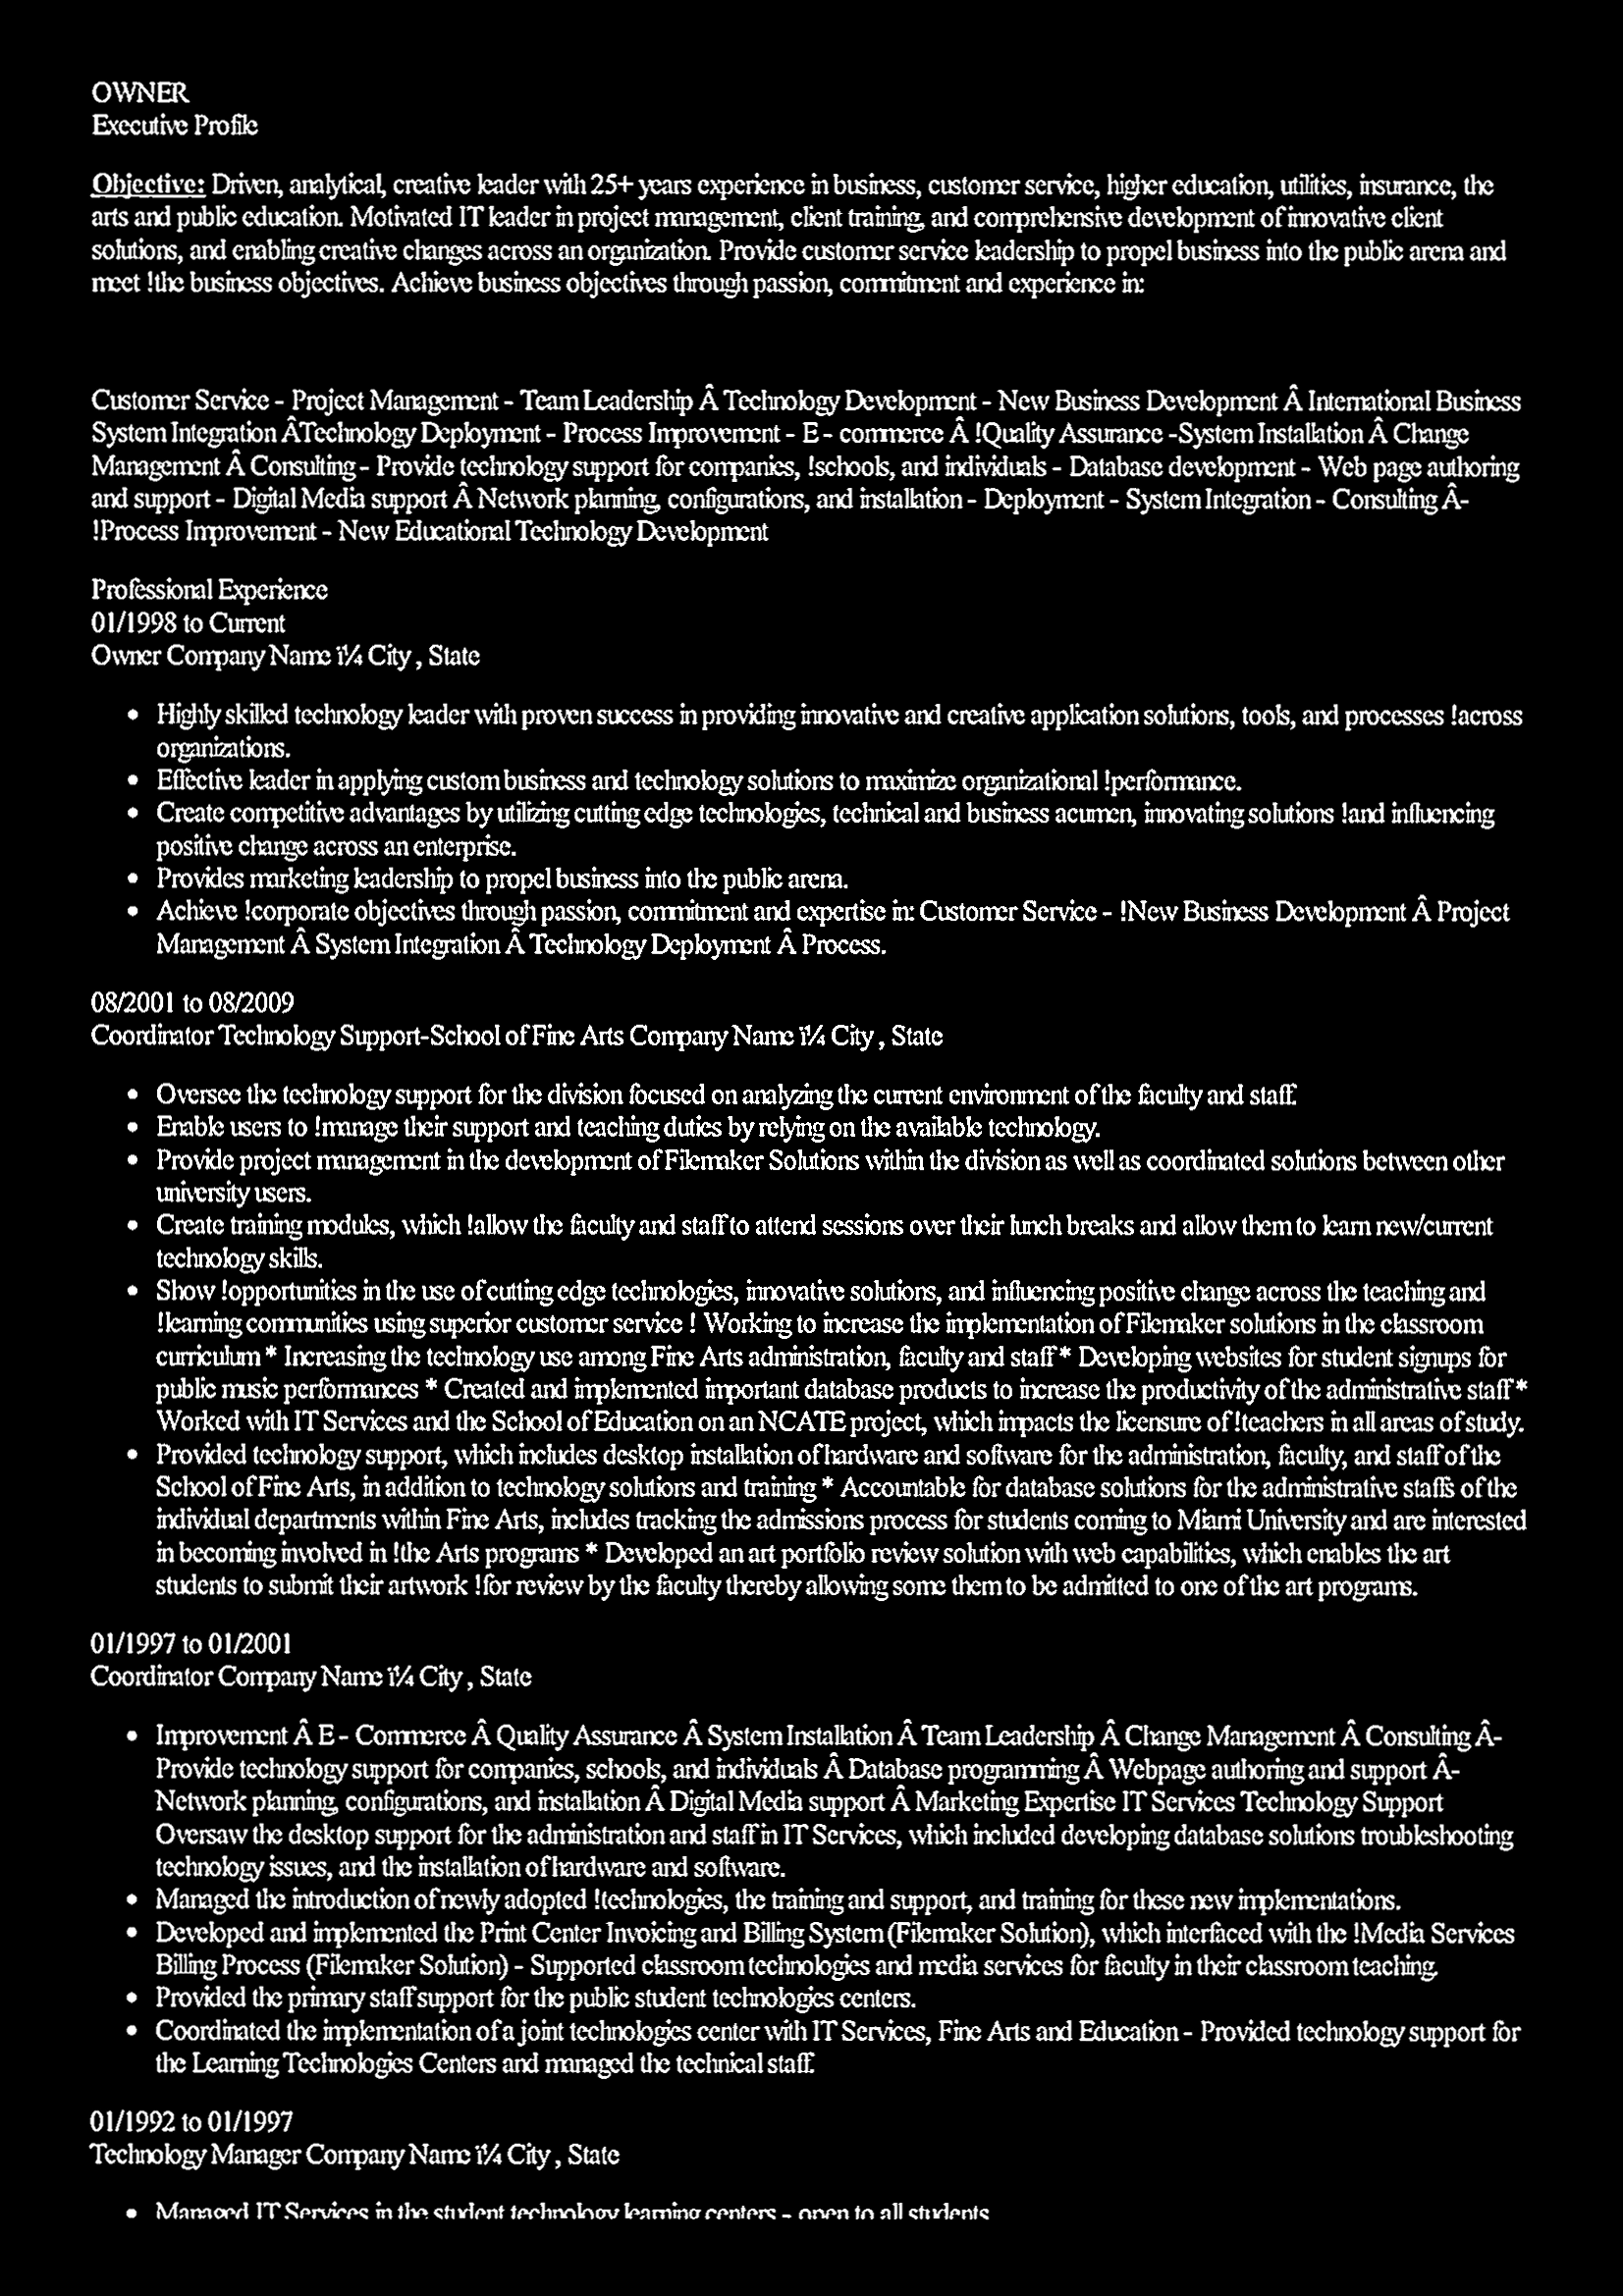 OWNER
Executive Profile
Objective: Driven, analytical, creative leader with 25+ years experience in business, customer service, higher education, utilities, insurance, the
arts and public education. Motivated IT leader in project management, client training, and comprehensive development of innovative client
solutions, and enabling creative changes across an organization. Provide customer service leadership to propel business into the public arena and
meet !the business objectives. Achieve business objectives through passion, commitment and experience in:
Customer Service - Project Management - Team Leadership Â Technology Development - New Business Development Â International Business
System Integration ÂTechnology Deployment - Process Improvement - E - commerce Â !Quality Assurance -System Installation Â Change
Management Â Consulting - Provide technology support for companies, !schools, and individuals - Database development - Web page authoring
and support - Digital Media support Â Network planning, configurations, and installation - Deployment - System Integration - Consulting Â-
!Process Improvement - New Educational Technology Development
Professional Experience
01/1998 to Current
Owner Company Name ï¼ City , State
• Highly skilled technology leader with proven success in providing innovative and creative application solutions, tools, and processes !across
organizations.
• Effective leader in applying custom business and technology solutions to maximize organizational !performance.
• Create competitive advantages by utilizing cutting edge technologies, technical and business acumen, innovating solutions !and influencing
positive change across an enterprise.
• Provides marketing leadership to propel business into the public arena.
• Achieve !corporate objectives through passion, commitment and expertise in: Customer Service - !New Business Development Â Project
Management Â System Integration Â Technology Deployment Â Process.
08/2001 to 08/2009
Coordinator Technology Support-School of Fine Arts Company Name ï¼ City , State
• Oversee the technology support for the division focused on analyzing the current environment of the faculty and staff.
• Enable users to !manage their support and teaching duties by relying on the available technology.
• Provide project management in the development of Filemaker Solutions within the division as well as coordinated solutions between other
university users.
• Create training modules, which !allow the faculty and staff to attend sessions over their lunch breaks and allow them to learn new/current
technology skills.
• Show !opportunities in the use of cutting edge technologies, innovative solutions, and influencing positive change across the teaching and
!learning communities using superior customer service ! Working to increase the implementation of Filemaker solutions in the classroom
curriculum * Increasing the technology use among Fine Arts administration, faculty and staff * Developing websites for student signups for
public music performances * Created and implemented important database products to increase the productivity of the administrative staff *
Worked with IT Services and the School of Education on an NCATE project, which impacts the licensure of !teachers in all areas of study.
• Provided technology support, which includes desktop installation of hardware and software for the administration, faculty, and staff of the
School of Fine Arts, in addition to technology solutions and training * Accountable for database solutions for the administrative staffs of the
individual departments within Fine Arts, includes tracking the admissions process for students coming to Miami University and are interested
in becoming involved in !the Arts programs * Developed an art portfolio review solution with web capabilities, which enables the art
students to submit their artwork !for review by the faculty thereby allowing some them to be admitted to one of the art programs.
01/1997 to 01/2001
Coordinator Company Name ï¼ City , State
• Improvement Â E - Commerce Â Quality Assurance Â System Installation Â Team Leadership Â Change Management Â Consulting Â-
Provide technology support for companies, schools, and individuals Â Database programming Â Webpage authoring and support Â-
Network planning, configurations, and installation Â Digital Media support Â Marketing Expertise IT Services Technology Support
Oversaw the desktop support for the administration and staff in IT Services, which included developing database solutions troubleshooting
technology issues, and the installation of hardware and software.
• Managed the introduction of newly adopted !technologies, the training and support, and training for these new implementations.
• Developed and implemented the Print Center Invoicing and Billing System (Filemaker Solution), which interfaced with the !Media Services
Billing Process (Filemaker Solution) - Supported classroom technologies and media services for faculty in their classroom teaching.
• Provided the primary staff support for the public student technologies centers.
• Coordinated the implementation of a joint technologies center with IT Services, Fine Arts and Education - Provided technology support for
the Learning Technologies Centers and managed the technical staff.
01/1992 to 01/1997
Technology Manager Company Name ï¼ City , State
• Managed IT Services in the student technology learning centers - open to all students